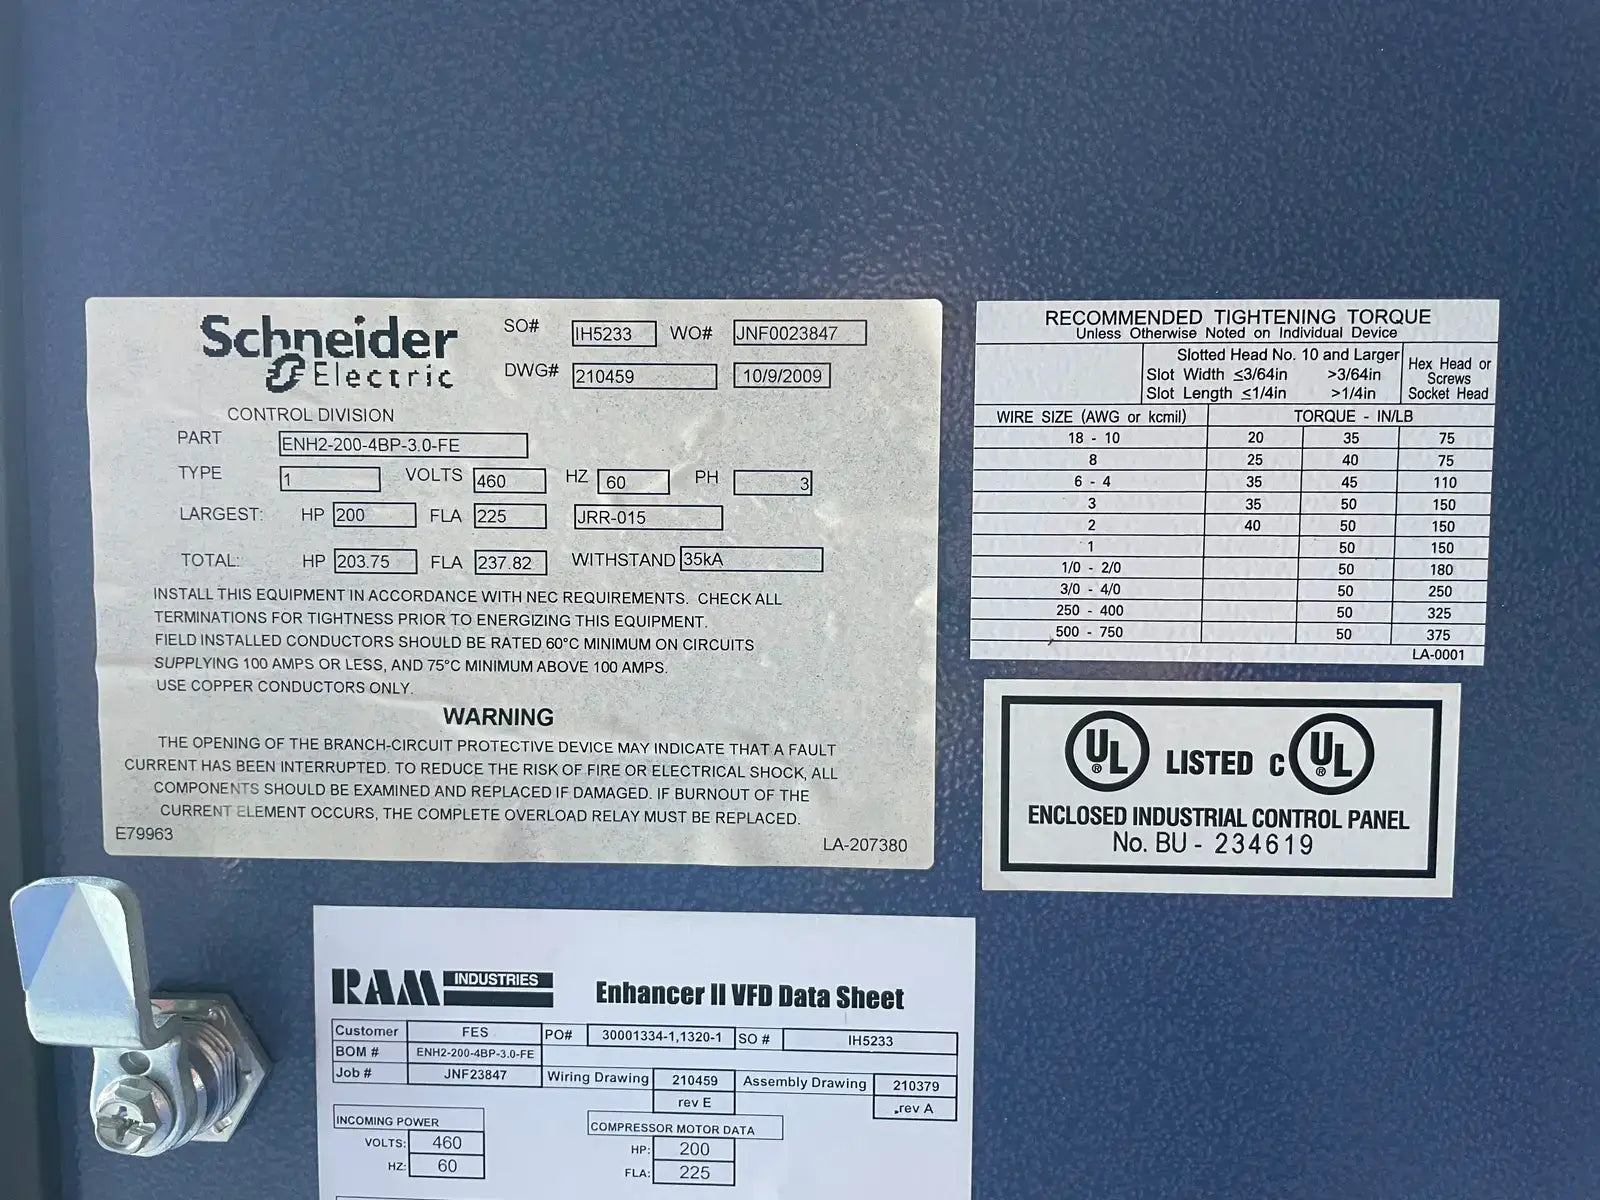 Schneider
Electric
CONTROL DIVISION
SO# IH5233 WO# JNF0023847
DWG# 210459 10/9/2009
PART ENH2-200-4BP-3.0-FE
TYPE 1 VOLTS 460 HZ 60 PH 3
LARGEST: HP 200 FLA 225 JRR-015
TOTAL: HP 203.75 FLA 237.82 WITHSTAND 35kA
INSTALL THIS EQUIPMENT IN ACCORDANCE WITH NEC REQUIREMENTS. CHECK ALL
TERMINATIONS FOR TIGHTNESS PRIOR TO ENERGIZING THIS EQUIPMENT.
FIELD INSTALLED CONDUCTORS SHOULD BE RATED 60°C MINIMUM ON CIRCUITS
SUPPLYING 100 AMPS OR LESS, AND 75°C MINIMUM ABOVE 100 AMPS.
USE COPPER CONDUCTORS ONLY.
WARNING
THE OPENING OF THE BRANCH-CIRCUIT PROTECTIVE DEVICE MAY INDICATE THAT A FAULT
CURRENT HAS BEEN INTERRUPTED. TO REDUCE THE RISK OF FIRE OR ELECTRICAL SHOCK, ALL
COMPONENTS SHOULD BE EXAMINED AND REPLACED IF DAMAGED. IF BURNOUT OF THE
CURRENT ELEMENT OCCURS, THE COMPLETE OVERLOAD RELAY MUST BE REPLACED.
E79963 LA-207380
RECOMMENDED TIGHTENING TORQUE
Unless Otherwise Noted on Individual Device
Slotted Head No. 10 and Larger
Slot Width ≤3/64in >3/64in
Slot Length ≤1/4in >1/4in
Hex Head or
Screws
Socket Head
WIRE SIZE (AWG or kcmil) TORQUE - IN/LB
18 - 10 20 35 75
8 25 40 75
6 - 4 35 45 110
3 35 50 150
2 40 50 150
1 50 150
1/0 - 2/0 50 180
3/0 - 4/0 50 250
250 - 400 50 325
500 - 750 50 375
LA-0001
UL ® LISTED C UL ®
ENCLOSED INDUSTRIAL CONTROL PANEL
No. BU - 234619
RAM INDUSTRIES Enhancer II VFD Data Sheet
Customer FES PO# 30001334-1,1320-1 SO # IH5233
BOM # ENH2-200-4BP-3.0-FE
Job # JNF23847 Wiring Drawing 210459 Assembly Drawing 210379
rev E rev A
INCOMING POWER COMPRESSOR MOTOR DATA
VOLTS: 460 HP: 200
HZ: 60 FLA: 225